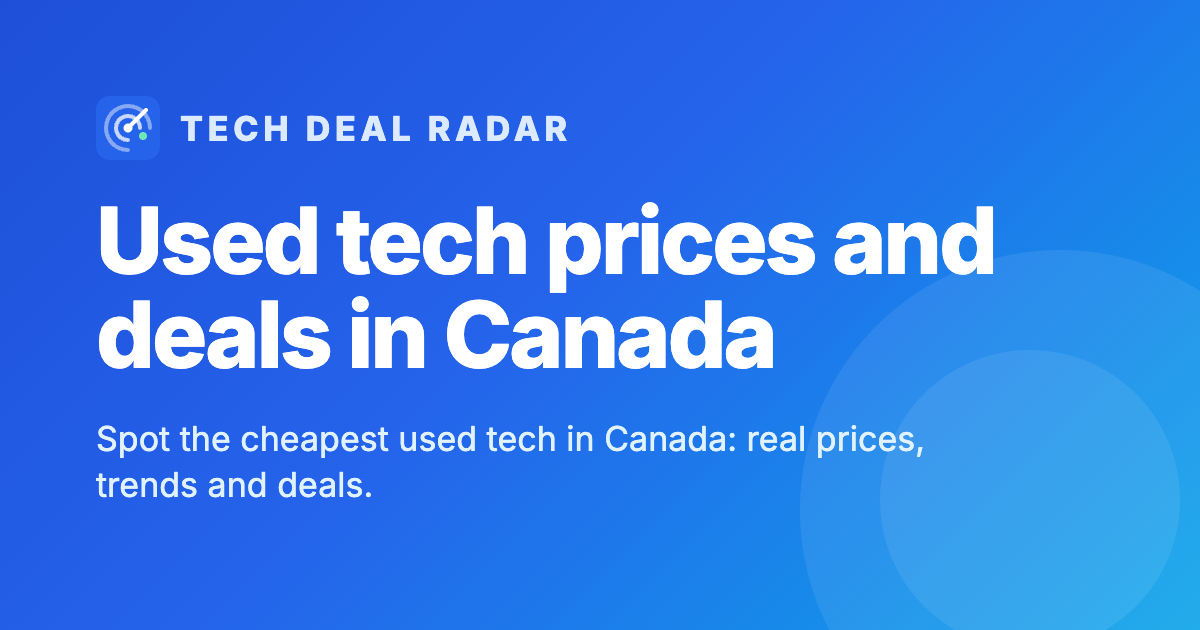 TECH DEAL RADAR
Used tech prices and
deals in Canada
Spot the cheapest used tech in Canada: real prices,
trends and deals.